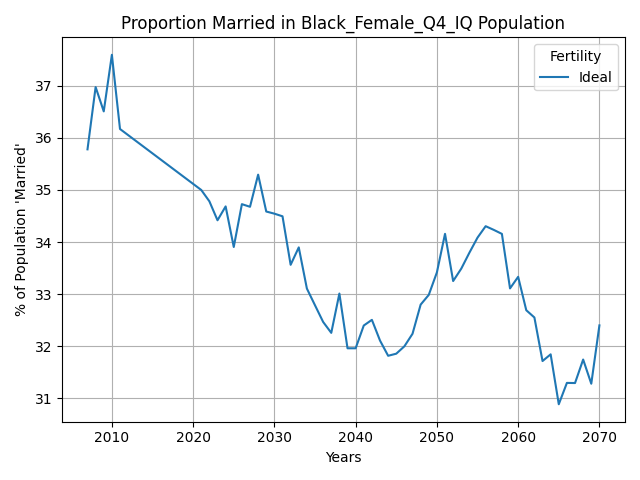 Proportion Married in Black_Female_Q4_IQ Population
Fertility
Ideal
% of Population 'Married'
37
36
35
34
33
32
31
2010 2020 2030 2040 2050 2060 2070
Years